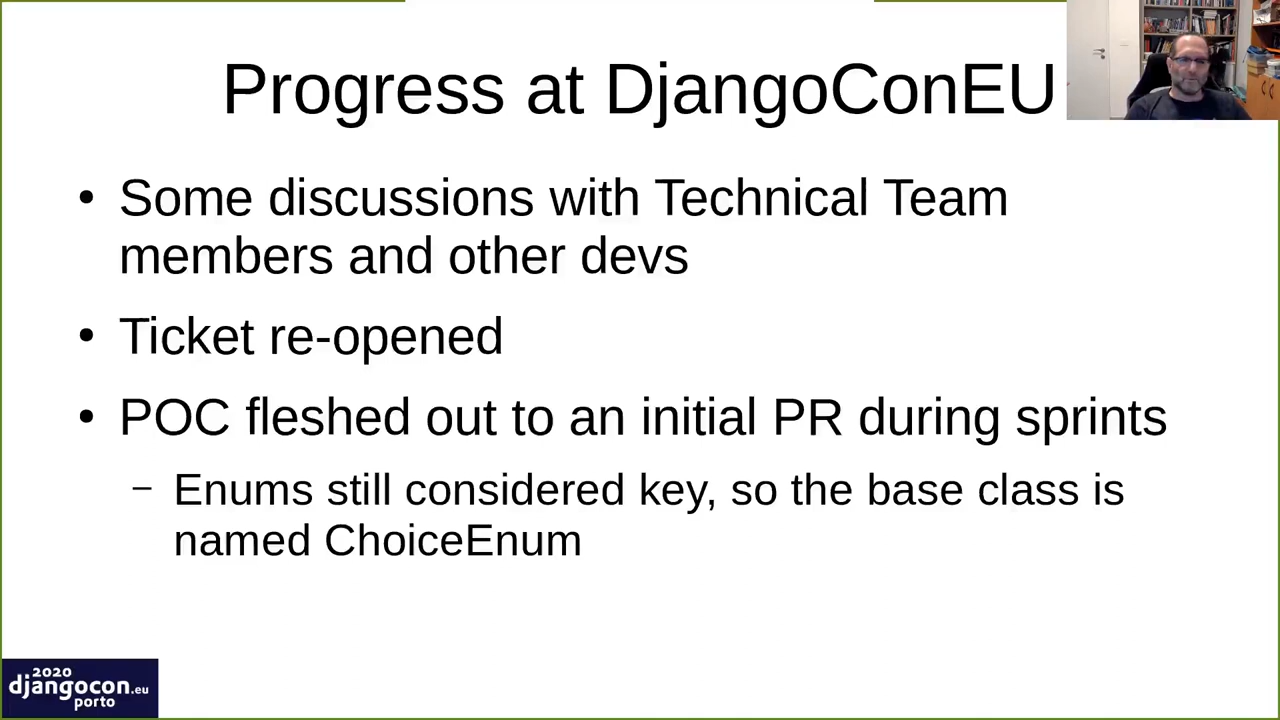 Progress at DjangoConEU
• Some discussions with Technical Team
members and other devs
• Ticket re-opened
• POC fleshed out to an initial PR during sprints
– Enums still considered key, so the base class is
named ChoiceEnum
2020
djangocon.eu
porto